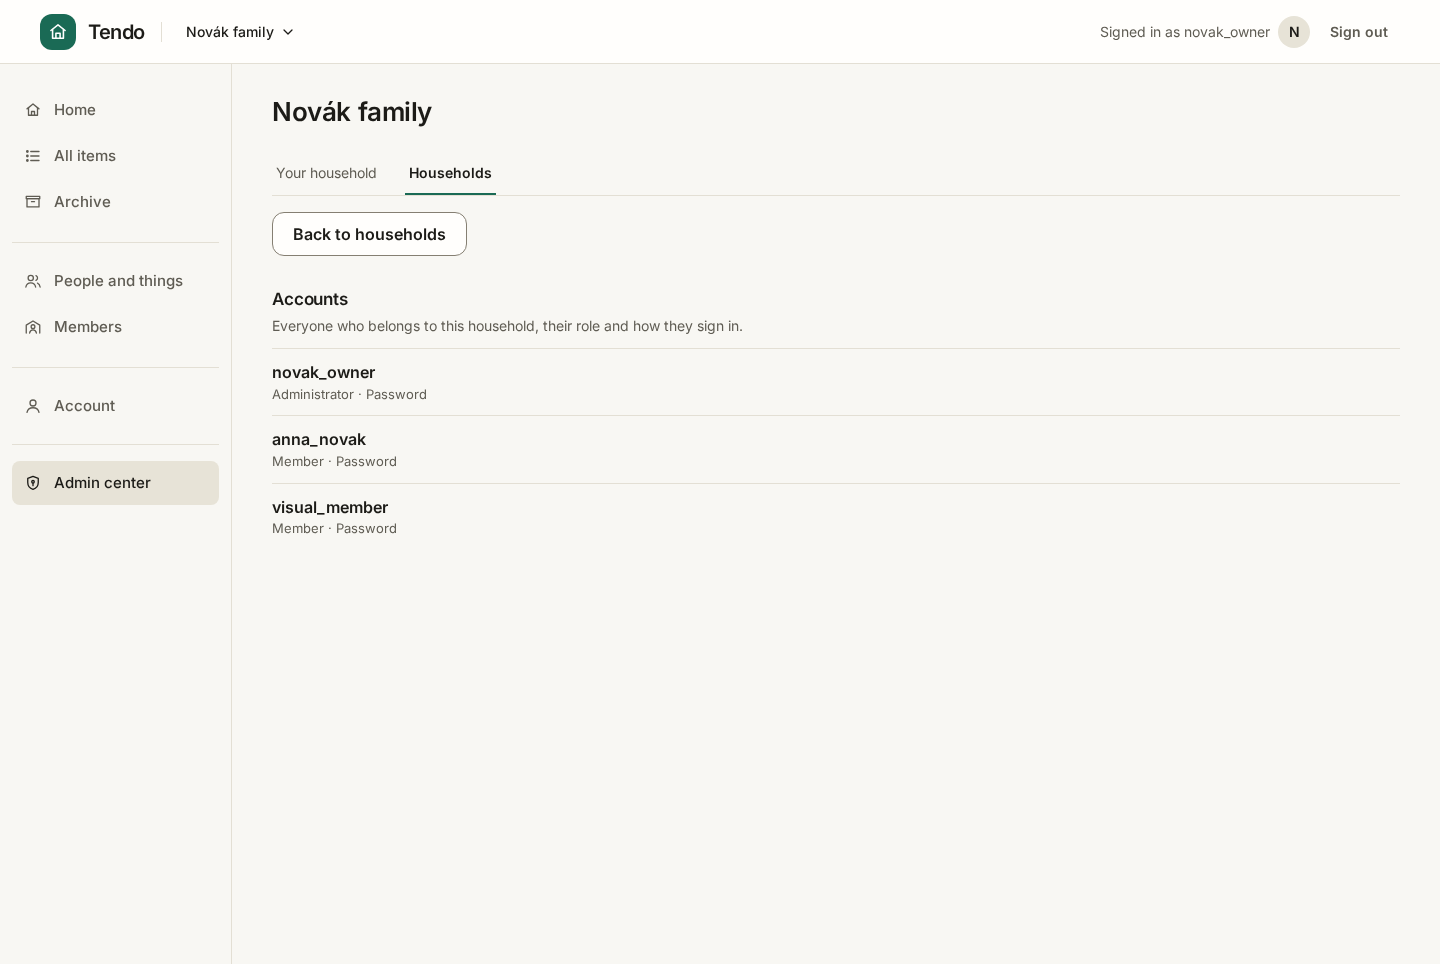 Tendo
Novák family
Signed in as novak_owner
N
Sign out
Home
All items
Archive
People and things
Members
Account
Admin center
Novák family
Your household
Households
Back to households
Accounts
Everyone who belongs to this household, their role and how they sign in.
novak_owner
Administrator · Password
anna_novak
Member · Password
visual_member
Member · Password